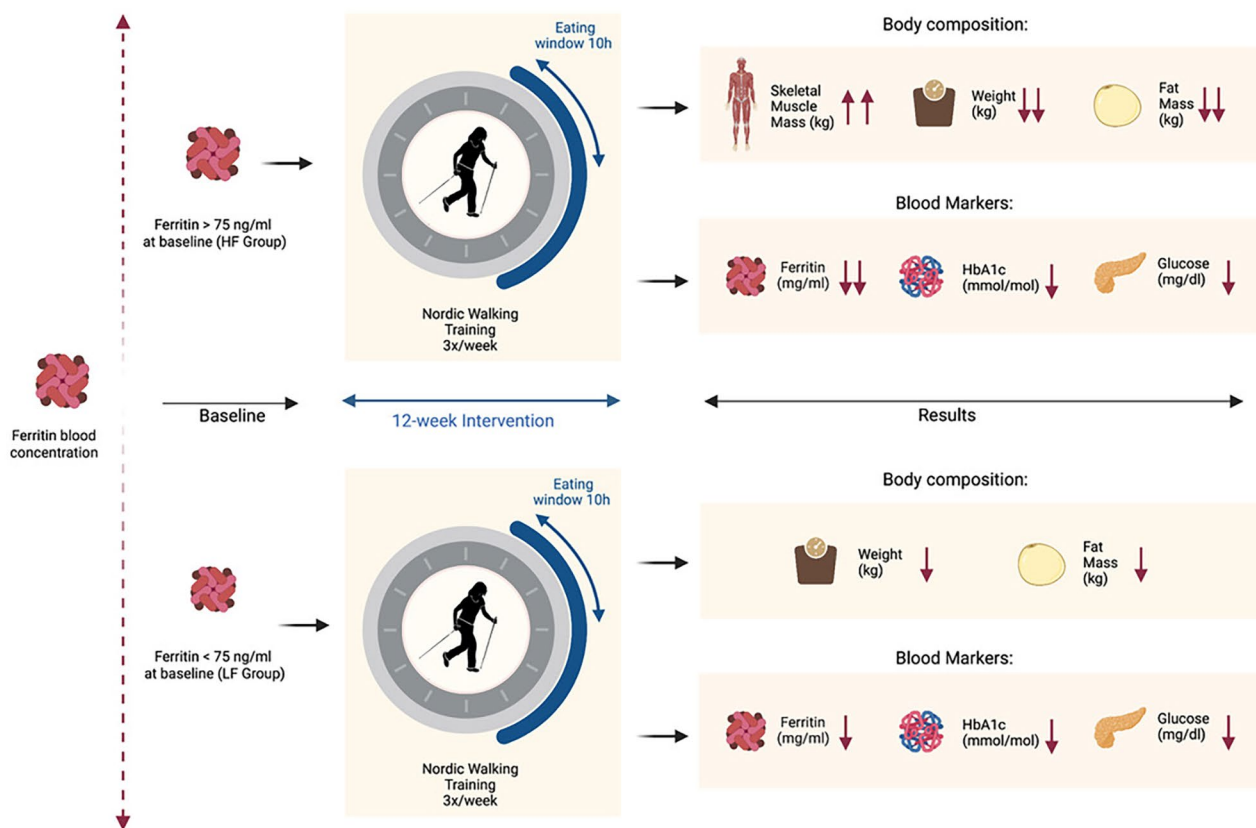 Eating
window 10h
Ferritin > 75 ng/ml
at baseline (HF Group)
Nordic Walking
Training
3x/week
Body composition:
Skeletal
Muscle
Mass (kg)
Weight
(kg)
Fat
Mass
(kg)
Blood Markers:
Ferritin
(mg/ml)
HbA1c
(mmol/mol)
Glucose
(mg/dl)
Ferritin blood
concentration
Baseline
12-week Intervention
Results
Eating
window 10h
Ferritin < 75 ng/ml
at baseline (LF Group)
Nordic Walking
Training
3x/week
Body composition:
Weight
(kg)
Fat
Mass
(kg)
Blood Markers:
Ferritin
(mg/ml)
HbA1c
(mmol/mol)
Glucose
(mg/dl)